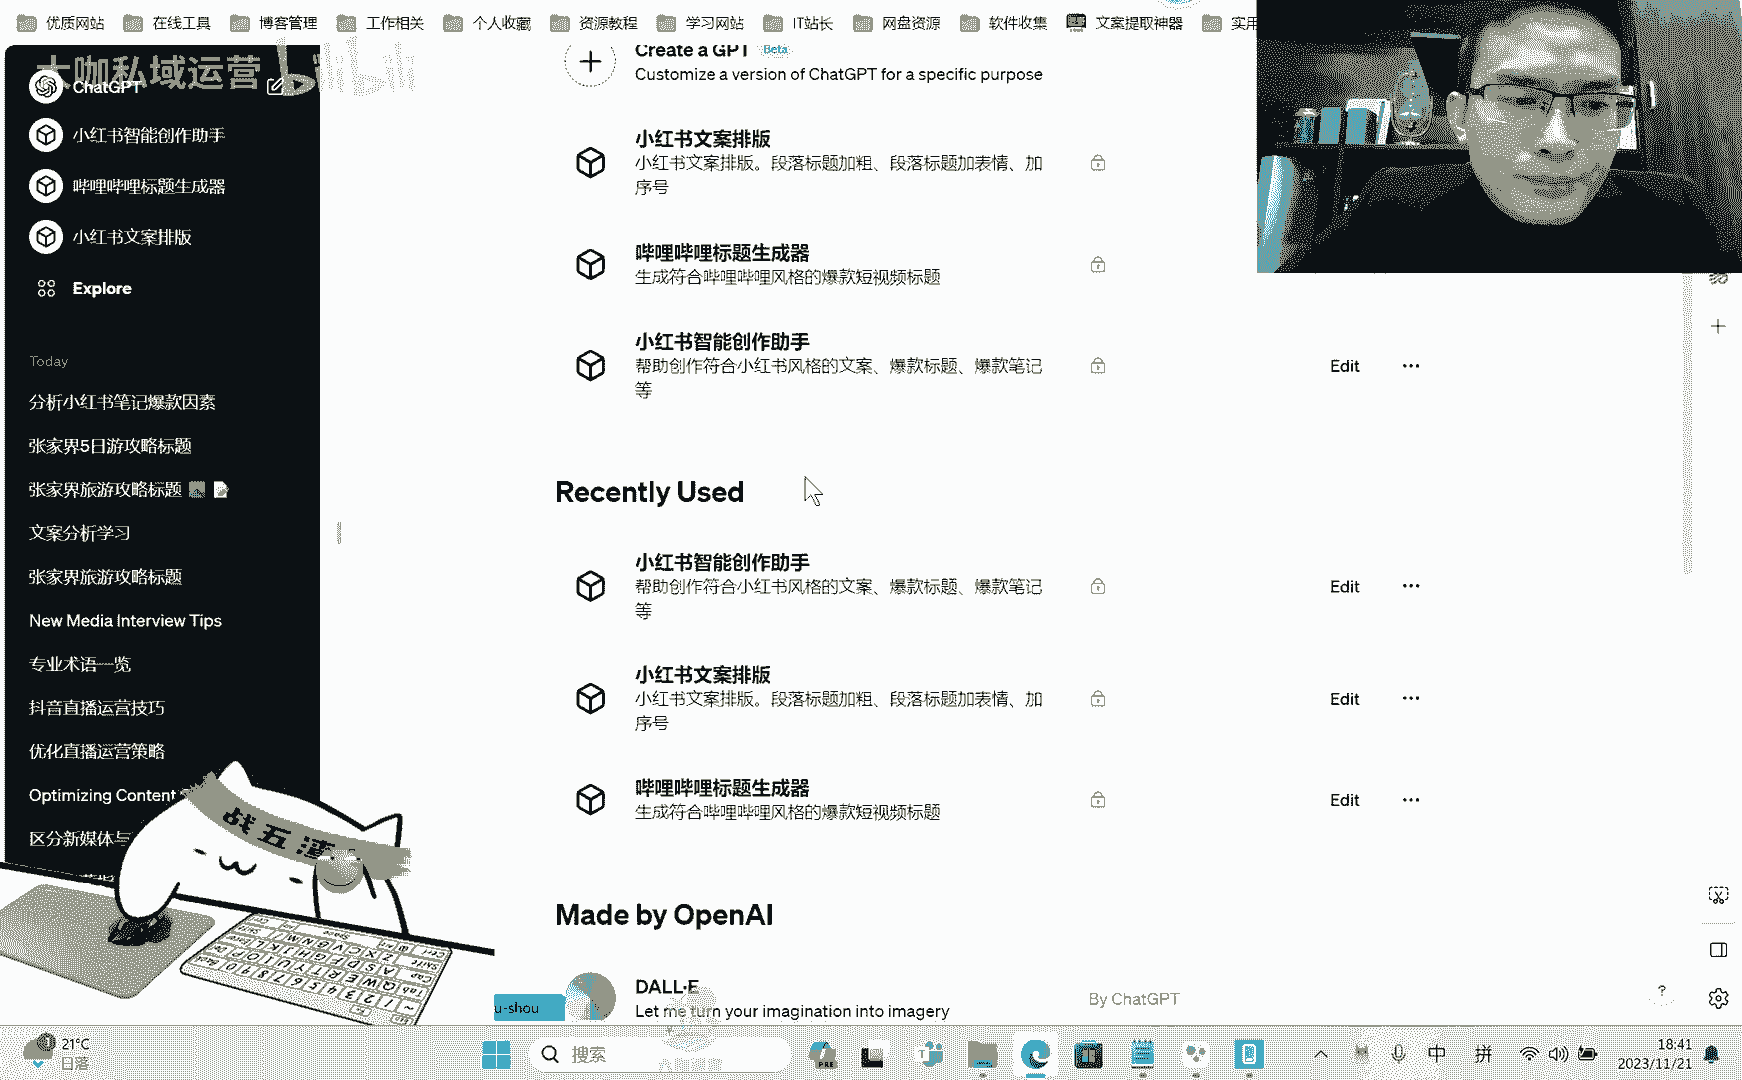 优质网站
在线工具
博客管理
工作相关
个人收藏
资源教程
学习网站
IT站长
网盘资源
软件收集
文案提取神器
实用
大咖私域运营 bilibili
ChatGPT
小红书智能创作助手
哔哩哔哩标题生成器
小红书文案排版
Explore
Today
分析小红书笔记爆款因素
张家界5日游攻略标题
张家界旅游攻略标题
文案分析学习
张家界旅游攻略标题
New Media Interview Tips
专业术语一览
抖音直播运营技巧
优化直播运营策略
Optimizing Content
区分新媒体与
Create a GPT Beta
Customize a version of ChatGPT for a specific purpose
小红书文案排版
小红书文案排版。段落标题加粗、段落标题加表情、加
序号
哔哩哔哩标题生成器
生成符合哔哩哔哩风格的爆款短视频标题
小红书智能创作助手
帮助创作符合小红书风格的文案、爆款标题、爆款笔记
等
Edit
Recently Used
小红书智能创作助手
帮助创作符合小红书风格的文案、爆款标题、爆款笔记
等
Edit
小红书文案排版
小红书文案排版。段落标题加粗、段落标题加表情、加
序号
Edit
哔哩哔哩标题生成器
生成符合哔哩哔哩风格的爆款短视频标题
Edit
Made by OpenAI
DALL·E
Let me turn your imagination into imagery
By ChatGPT
战五渣
u-shou
21°C
日落
搜索
PRE
中
拼
18:41
2023/11/21